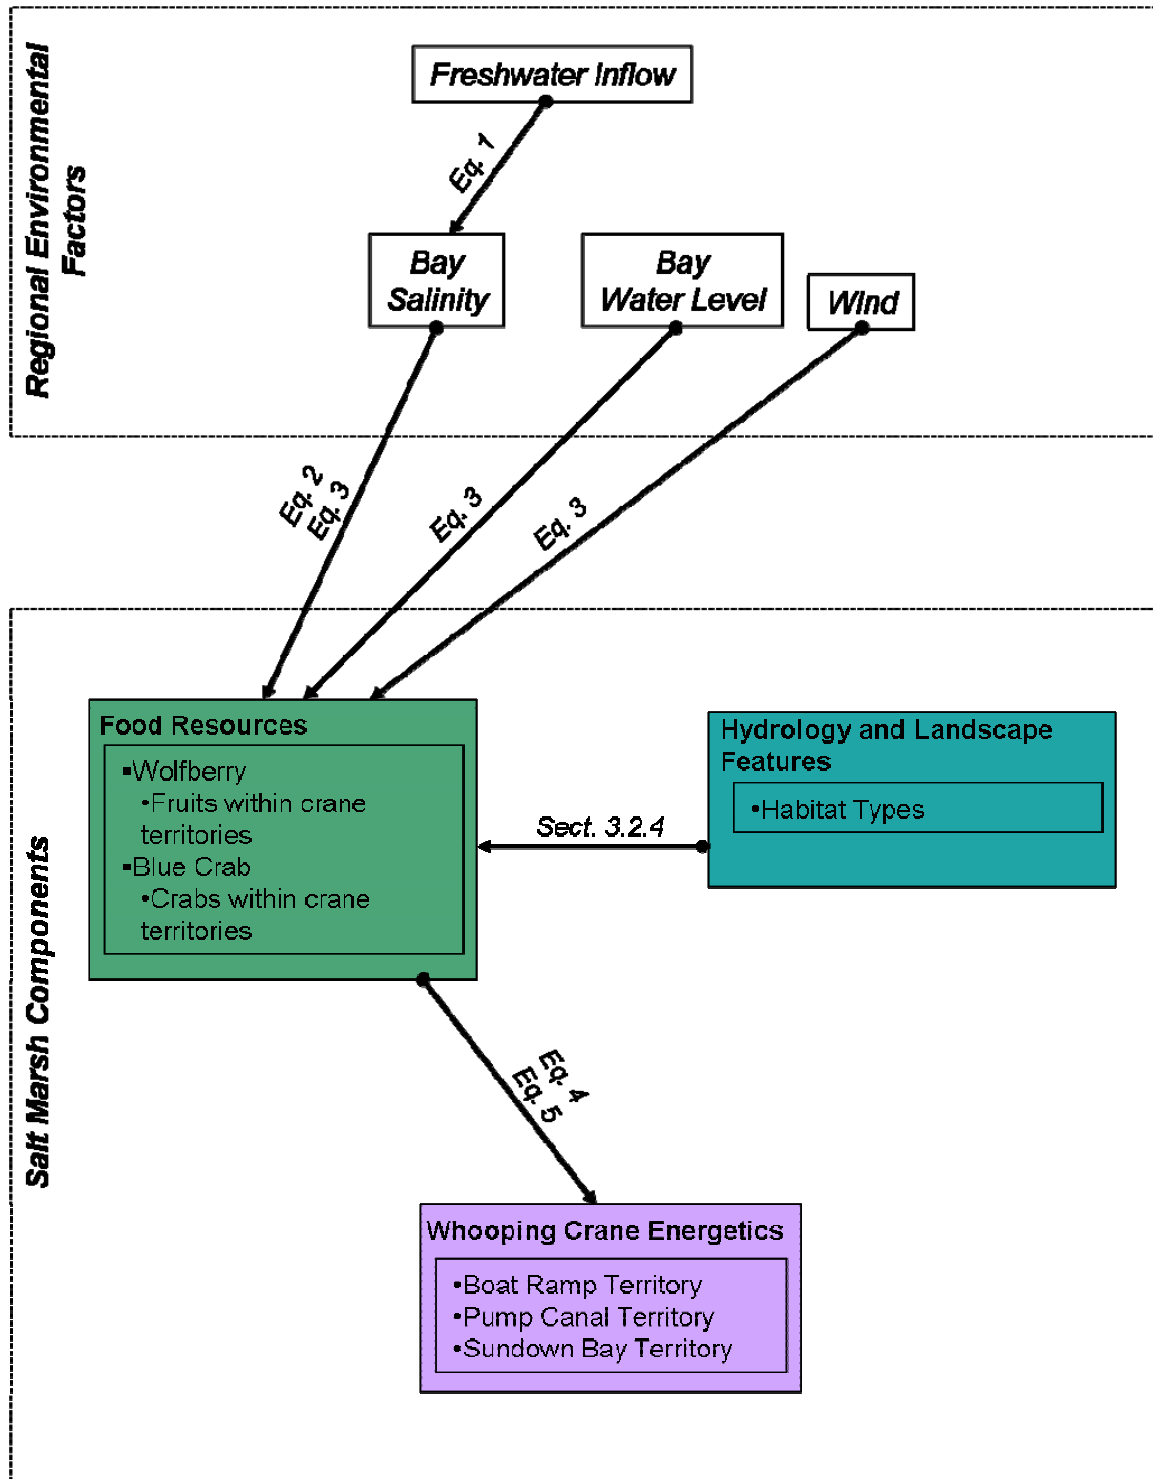 Regional Environmental
Factors
Freshwater Inflow
Eq. 1
Bay
Salinity
Bay
Water Level
Wind
Eq. 2
Eq. 3
Eq. 3
Eq. 3
Salt Marsh Components
Food Resources
▪Wolfberry
•Fruits within crane
territories
▪Blue Crab
•Crabs within crane
territories
Sect. 3.2.4
Hydrology and Landscape
Features
•Habitat Types
Eq. 4
Eq. 5
Whooping Crane Energetics
•Boat Ramp Territory
•Pump Canal Territory
•Sundown Bay Territory